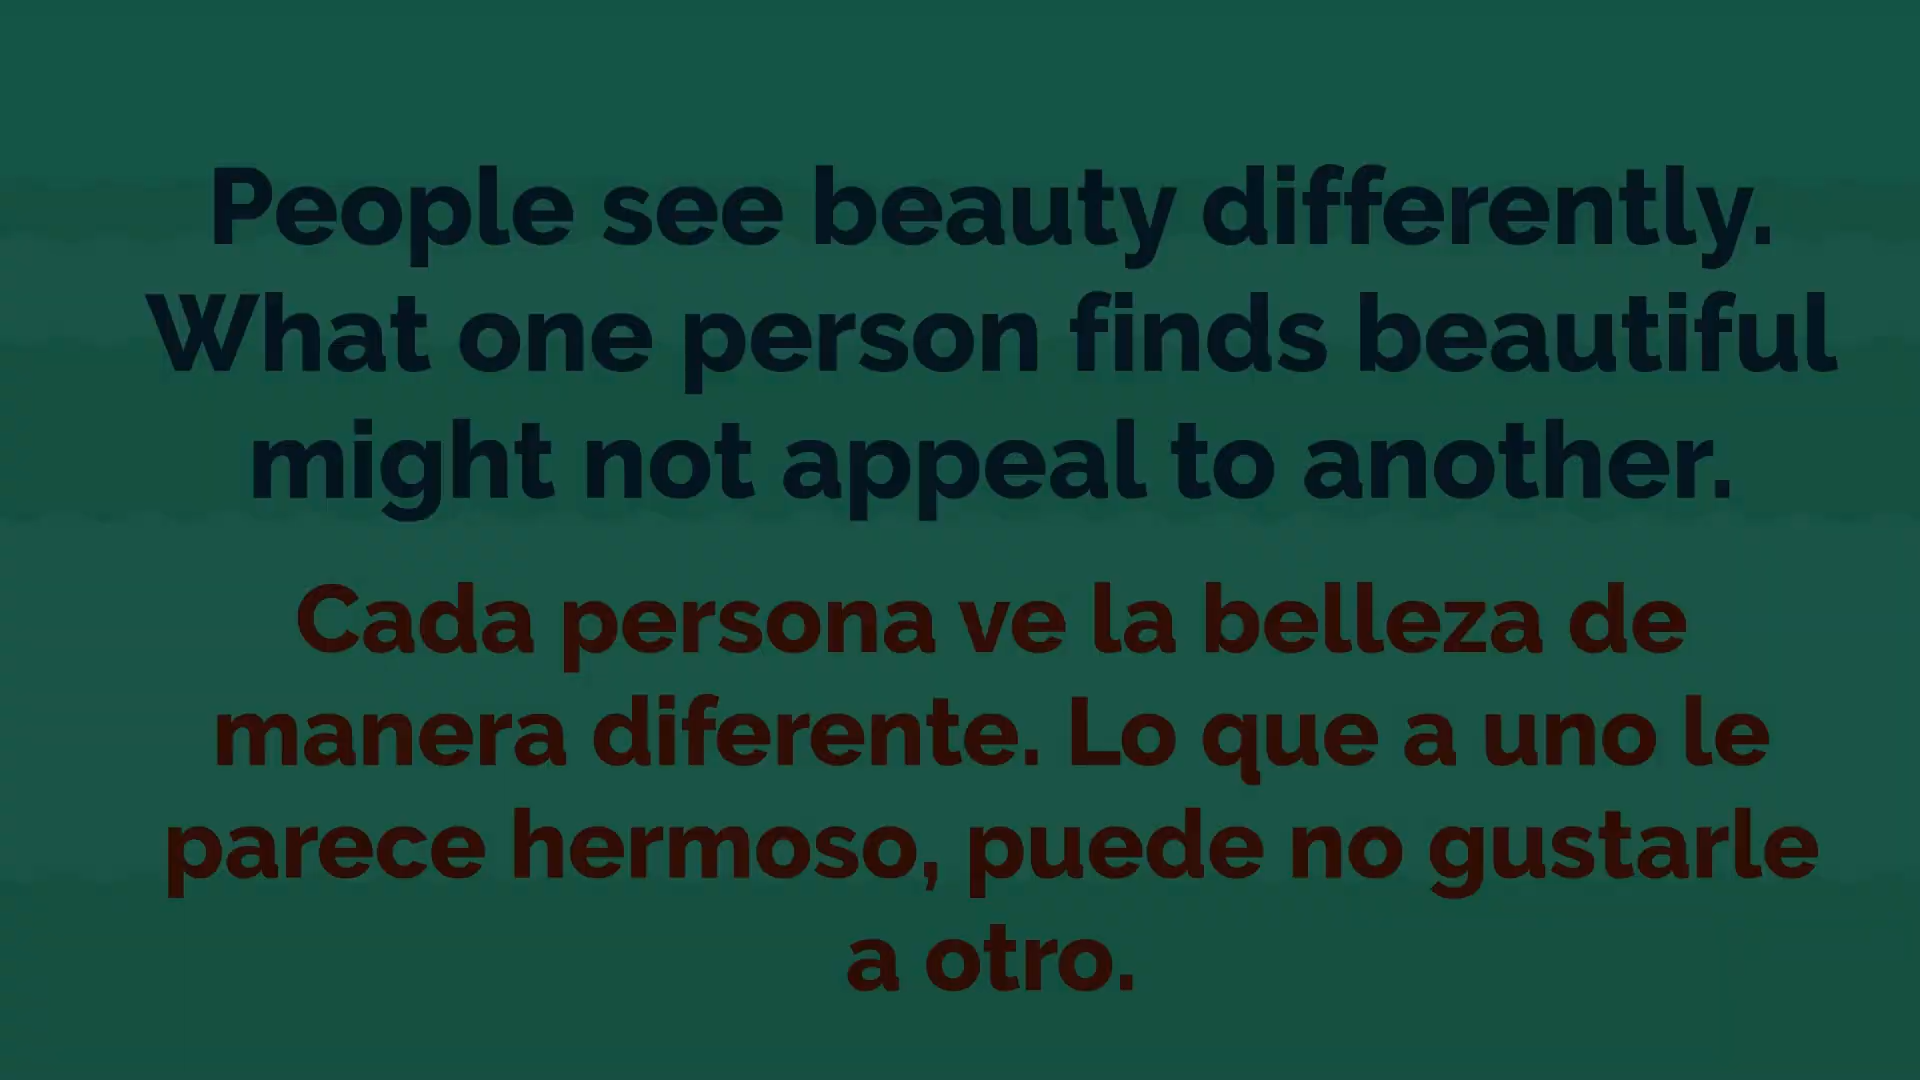 People see beauty differently.
What one person finds beautiful
might not appeal to another.
Cada persona ve la belleza de
manera diferente. Lo que a uno le
parece hermoso, puede no gustarle
a otro.